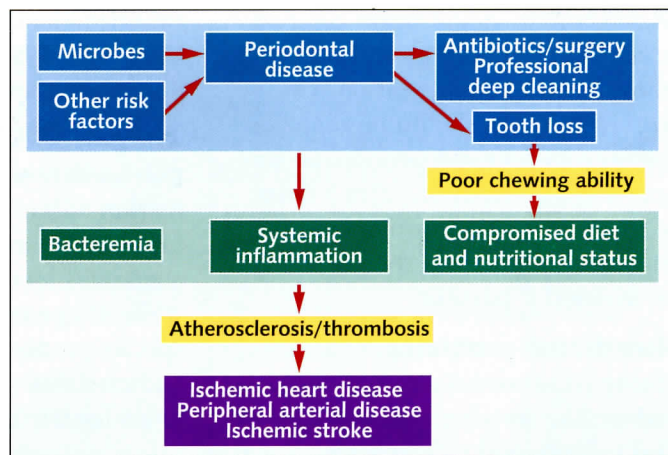 Microbes
Periodontal
disease
Antibiotics/surgery
Professional
deep cleaning
Other risk
factors
Tooth loss
Poor chewing ability
Bacteremia
Systemic
inflammation
Compromised diet
and nutritional status
Atherosclerosis/thrombosis
Ischemic heart disease
Peripheral arterial disease
Ischemic stroke